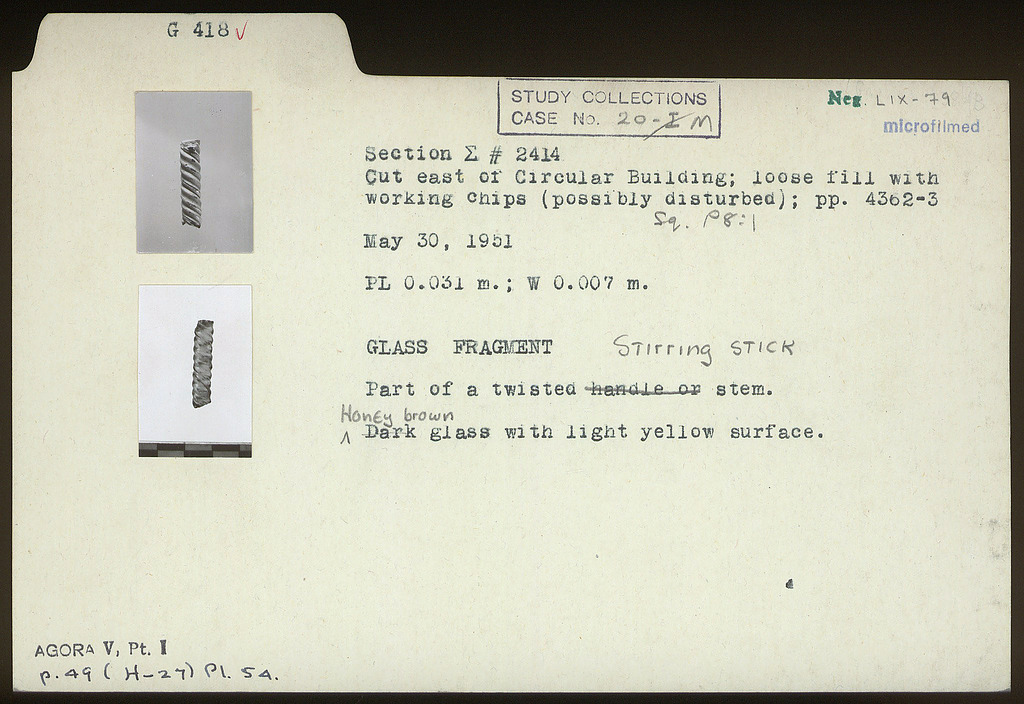 G 418 ✓
STUDY COLLECTIONS
CASE No. 20-I M
Neg. LIX-79
microfilmed
Section Σ # 2414
Cut east of Circular Building; loose fill with
working chips (possibly disturbed); pp. 4362-3
Sq. P8:1
May 30, 1951
PL 0.031 m.; W 0.007 m.
GLASS FRAGMENT Stirring STICK
Part of a twisted handle or stem.
Honey brown
Dark glass with light yellow surface.
AGORA V, Pt. I
p. 49 (H-27) Pl. 54.